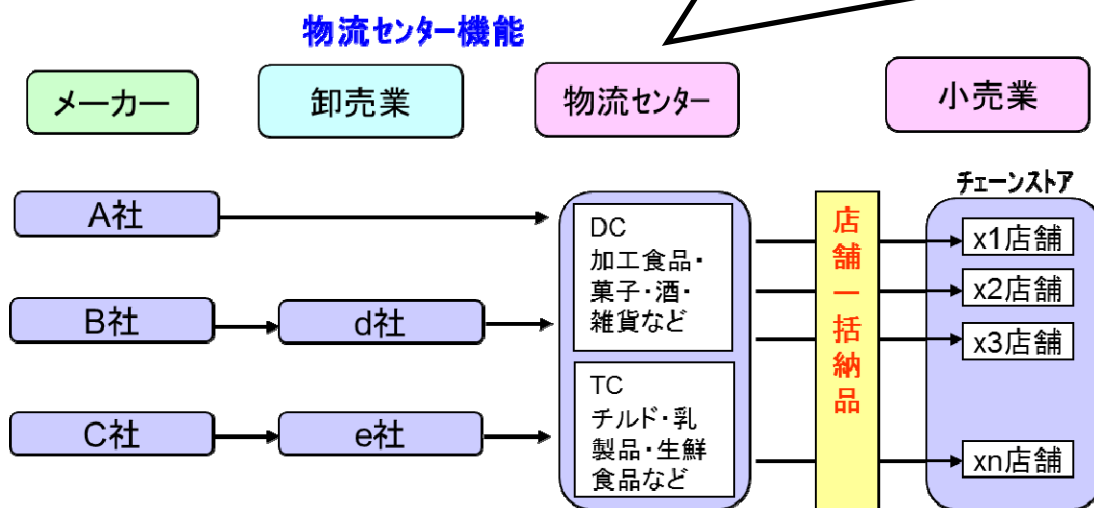 物流センター機能
メーカー
卸売業
物流センター
小売業
チェーンストア
A社
B社
d社
C社
e社
DC
加工食品・
菓子・酒・
雑貨など
TC
チルド・乳
製品・生鮮
食品など
店舗一括納品
x1店舗
x2店舗
x3店舗
xn店舗